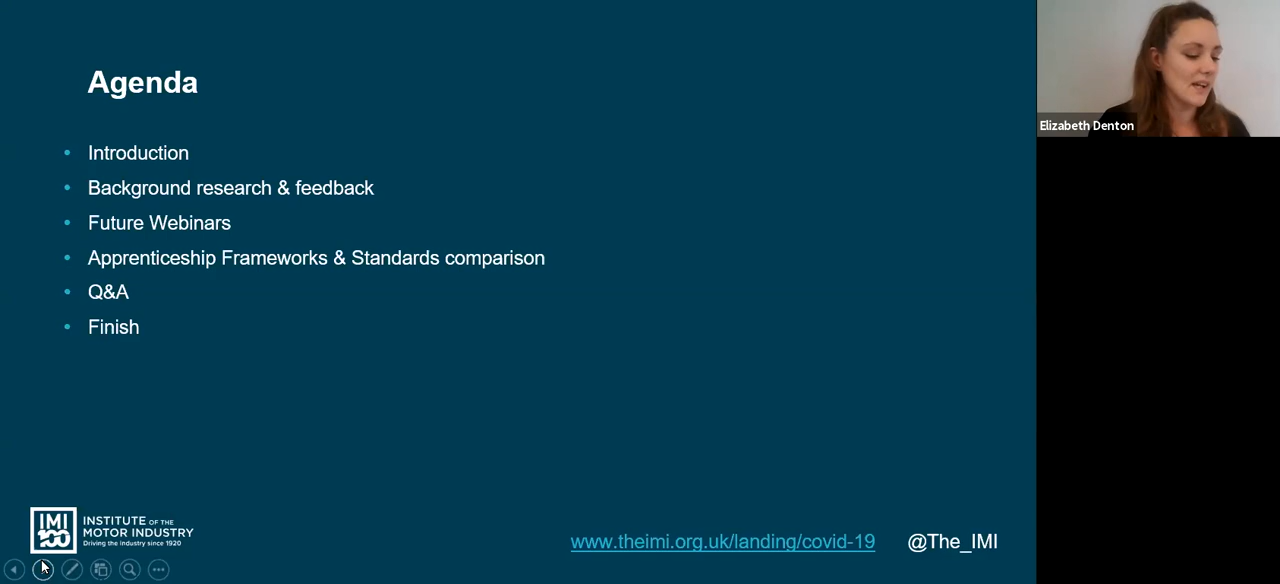 Agenda
Introduction
Background research & feedback
Future Webinars
Apprenticeship Frameworks & Standards comparison
Q&A
Finish
Elizabeth Denton
IMI
100
INSTITUTE OF THE
MOTOR INDUSTRY
Driving the Industry since 1920
www.theimi.org.uk/landing/covid-19
@The_IMI